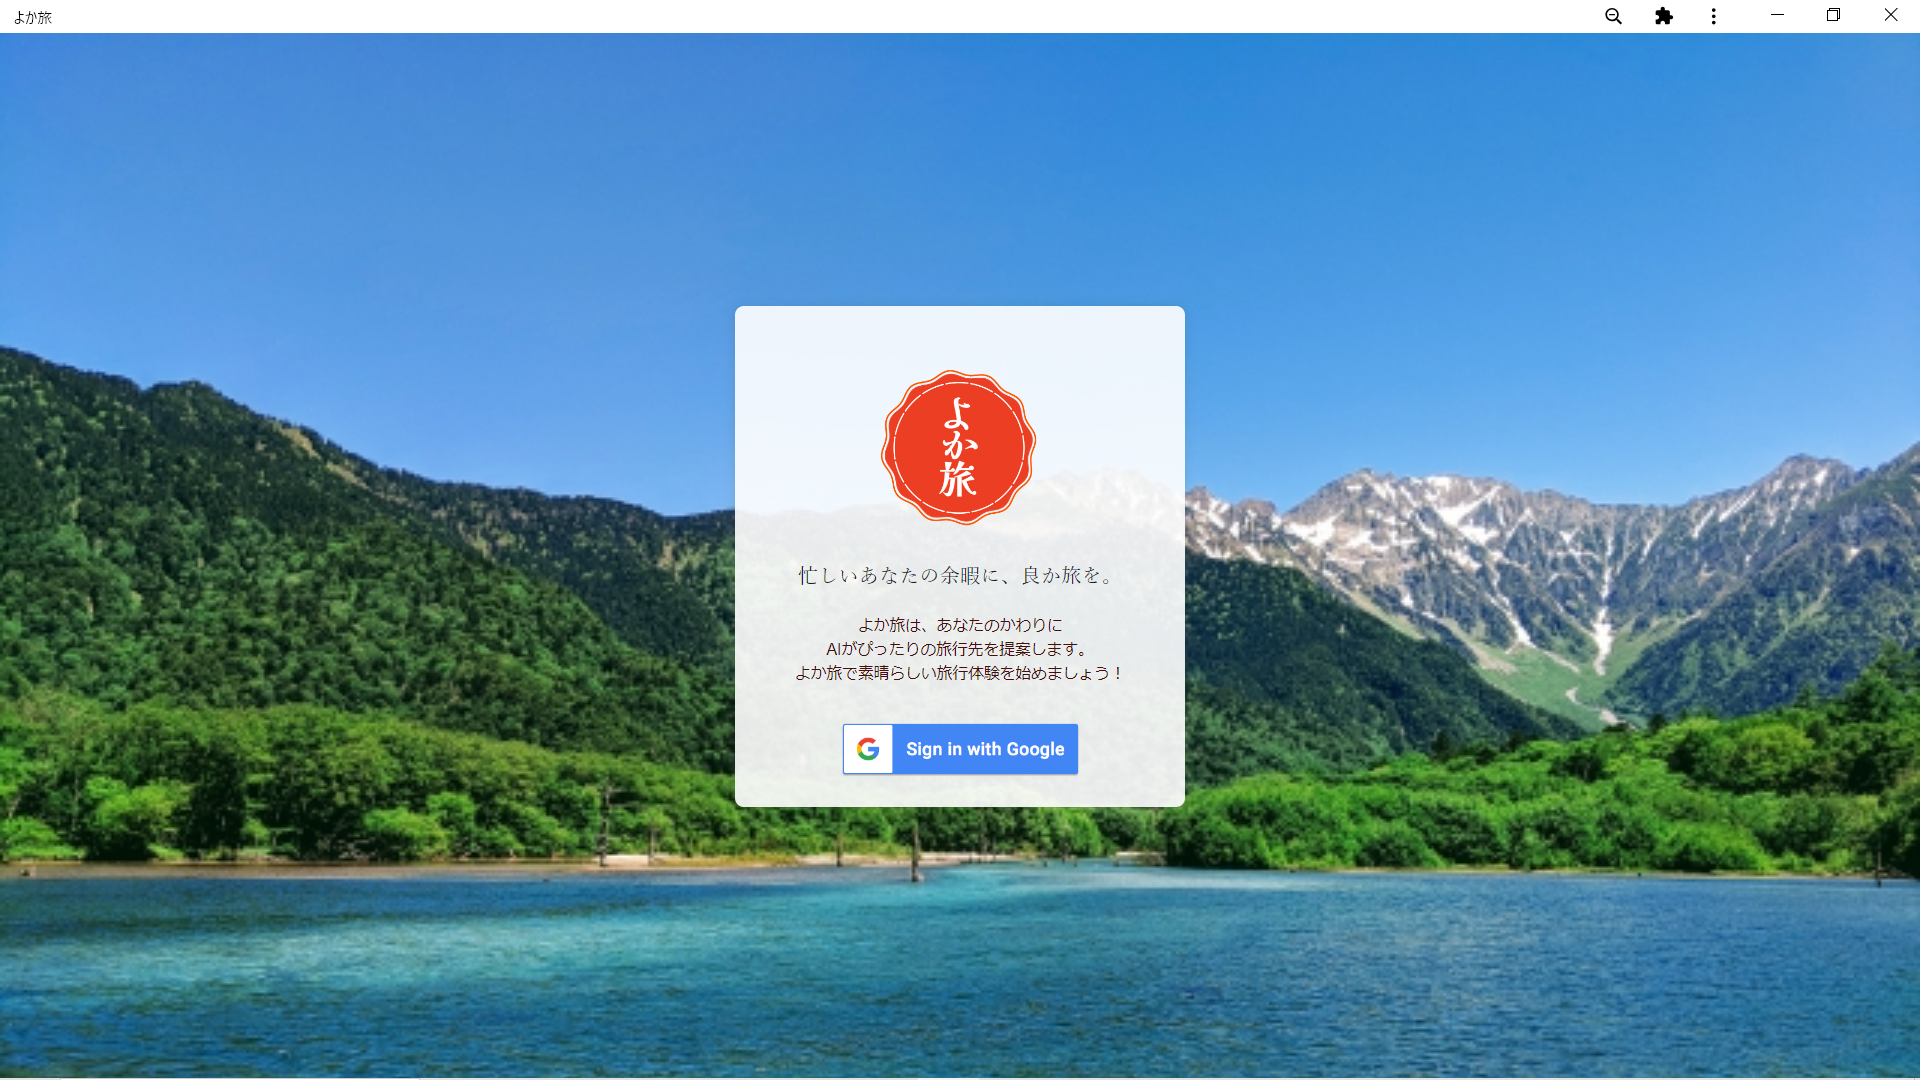 よか旅
よか旅
忙しいあなたの余暇に、良か旅を。
よか旅は、あなたのかわりに
AIがぴったりの旅行先を提案します。
よか旅で素晴らしい旅行体験を始めましょう！
Sign in with Google